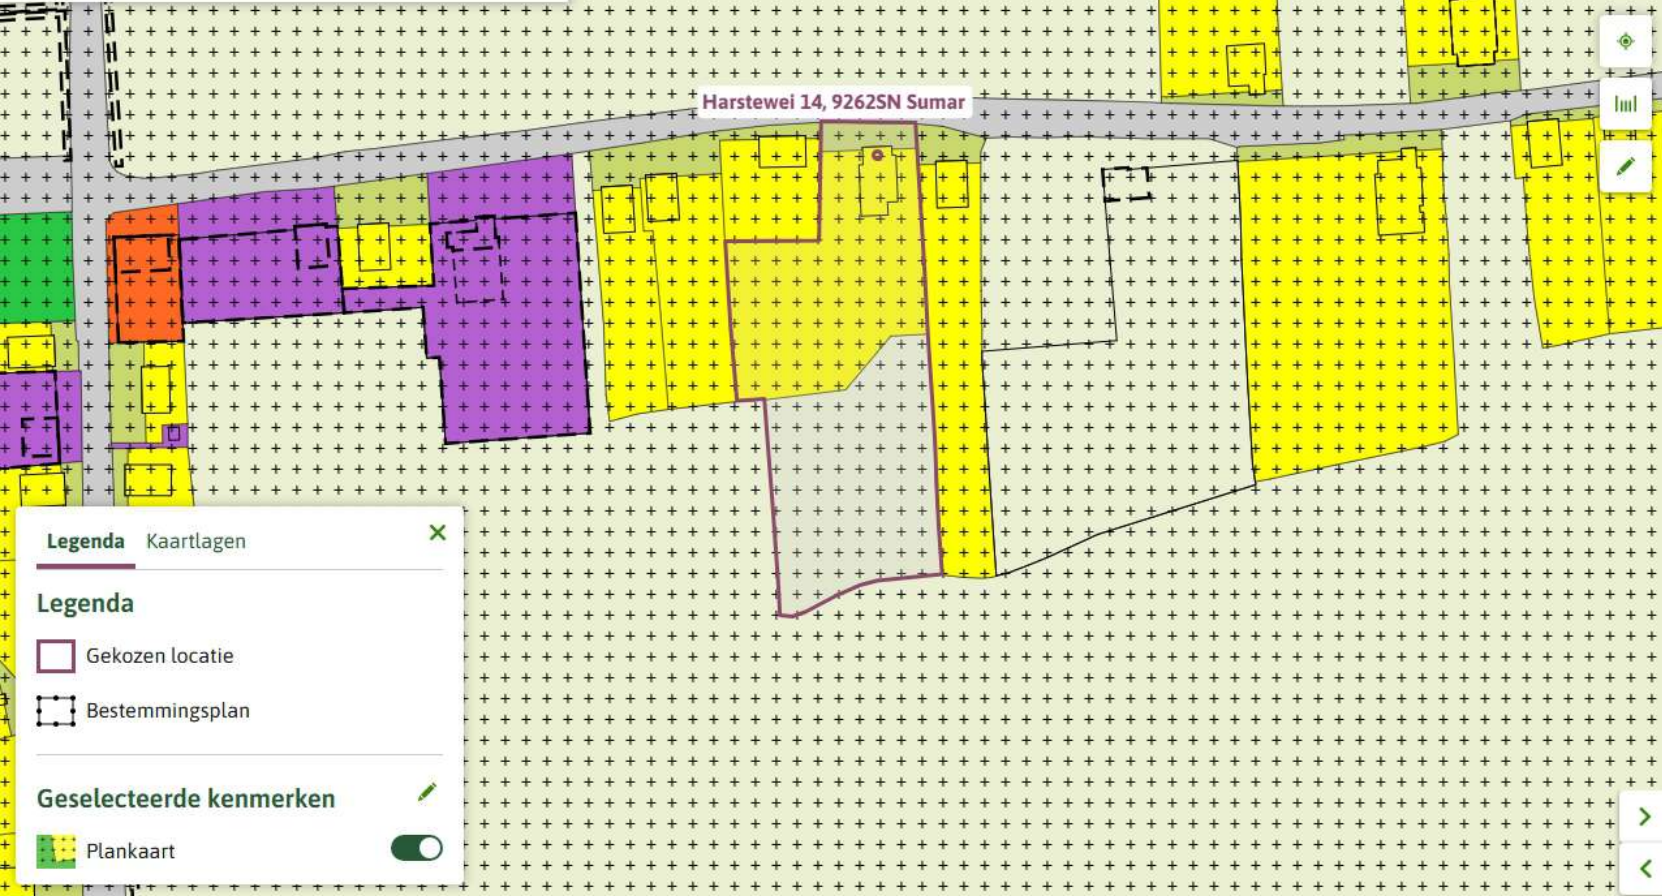 Harstewei 14, 9262SN Sumar
Legenda Kaartlagen
Legenda
Gekozen locatie
Bestemmingsplan
Geselecteerde kenmerken
Plankaart